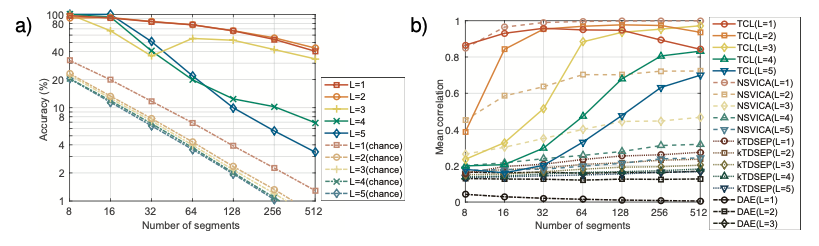 a)
Accuracy (%)
100
80
40
20
10
8
4
2
1
8
16
32
64
128
256
512
Number of segments
L=1
L=2
L=3
L=4
L=5
L=1(chance)
L=2(chance)
L=3(chance)
L=4(chance)
L=5(chance)
b)
Mean correlation
1
0.8
0.6
0.4
0.2
0
8
16
32
64
128
256
512
Number of segments
TCL(L=1)
TCL(L=2)
TCL(L=3)
TCL(L=4)
TCL(L=5)
NSVICA(L=1)
NSVICA(L=2)
NSVICA(L=3)
NSVICA(L=4)
NSVICA(L=5)
kTDSEP(L=1)
kTDSEP(L=2)
kTDSEP(L=3)
kTDSEP(L=4)
kTDSEP(L=5)
DAE(L=1)
DAE(L=2)
DAE(L=3)